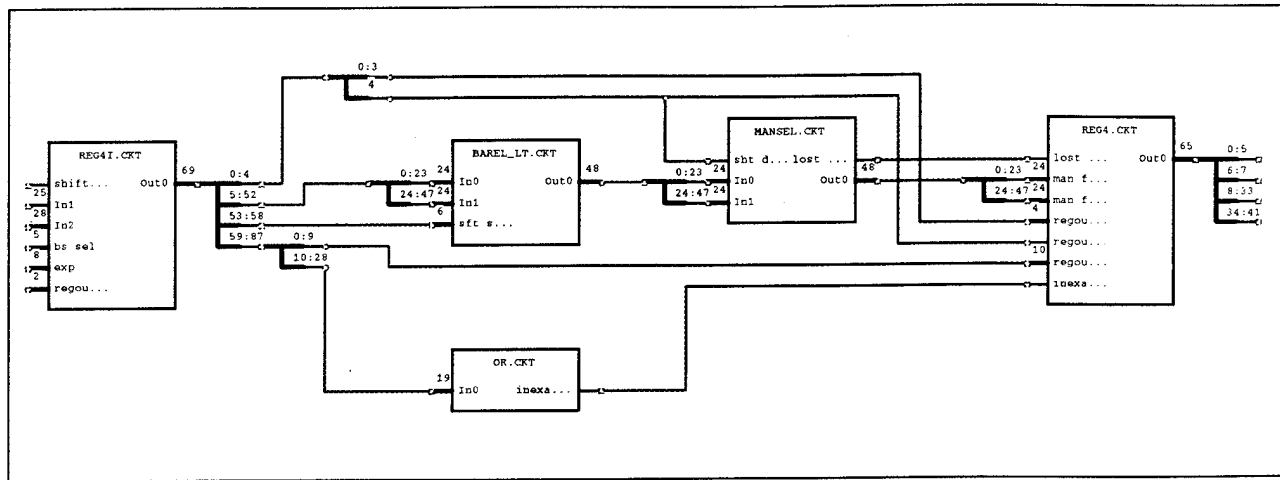 0:3
4
REG4I.CKT
69
Out0
25
shift...
28
In1
5
In2
8
bs sel
2
exp
regou...
0:4
5:52
53:58
59:87
0:9
10:28
0:23
24:47
BAREL_LT.CKT
24
In0
24
In1
6
sft s...
Out0
48
0:23
24:47
MANSEL.CKT
sht d...
lost ...
24
In0
24
In1
Out0
48
0:23
24:47
REG4.CKT
24
lost ...
24
man f...
4
man f...
regou...
10
regou...
regou...
inexa...
Out0
65
0:5
6:7
8:33
34:41
OR.CKT
19
In0
inexa...